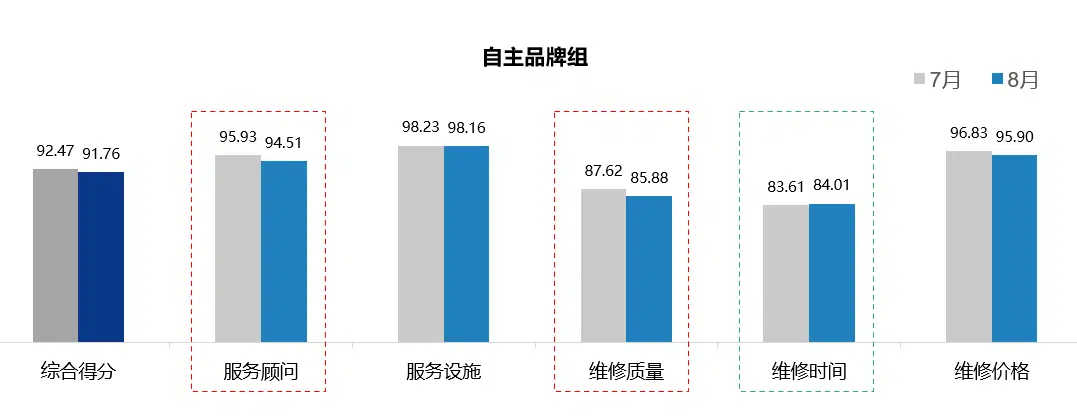 自主品牌组
7月 8月
92.47 91.76
95.93 94.51
98.23 98.16
87.62 85.88
83.61 84.01
96.83 95.90
综合得分 服务顾问 服务设施 维修质量 维修时间 维修价格